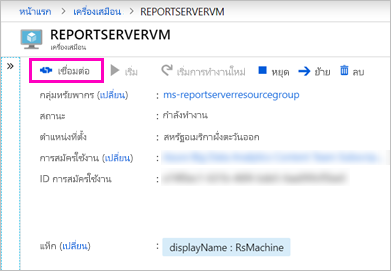 หน้าแรก > เครื่องเสมือน > REPORTSERVERVM
REPORTSERVERVM
เครื่องเสมือน
» เชื่อมต่อ เริ่ม เริ่มการทำงานใหม่ หยุด ย้าย ลบ
กลุ่มทรัพยากร (เปลี่ยน) : ms-reportserverresourcegroup
สถานะ : กำลังทำงาน
ตำแหน่งที่ตั้ง : สหรัฐอเมริกาฝั่งตะวันออก
การสมัครใช้งาน (เปลี่ยน) :
ID การสมัครใช้งาน :
แท็ก (เปลี่ยน) : displayName : RsMachine